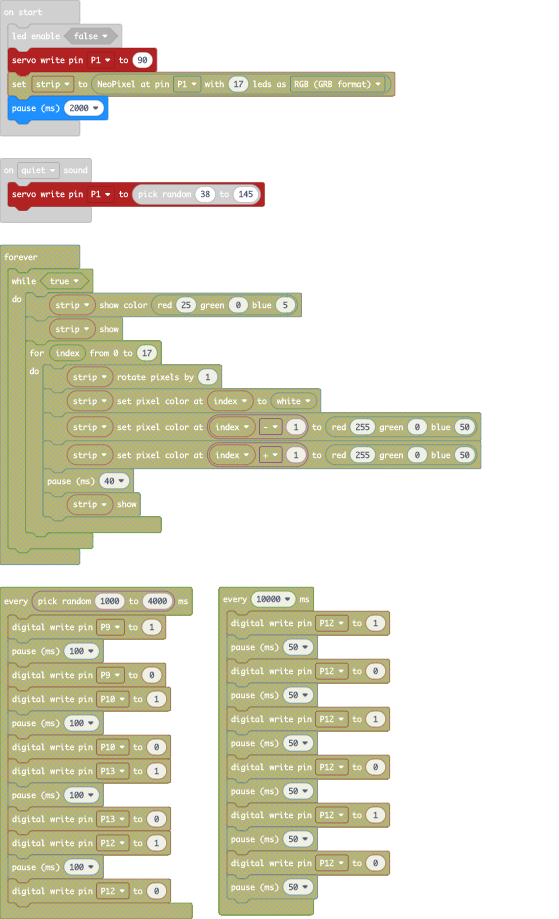 on start
led enable false
servo write pin P1 to 90
set strip to NeoPixel at pin P1 with 17 leds as RGB (GRB format)
pause (ms) 2000
on quiet sound
servo write pin P1 to pick random 38 to 145
forever
while true
do strip show color red 25 green 0 blue 5
strip show
for index from 0 to 17
do strip rotate pixels by 1
strip set pixel color at index to white
strip set pixel color at index - 1 to red 255 green 0 blue 50
strip set pixel color at index + 1 to red 255 green 0 blue 50
pause (ms) 40
strip show
every pick random 1000 to 4000 ms
digital write pin P9 to 1
pause (ms) 100
digital write pin P9 to 0
digital write pin P10 to 1
pause (ms) 100
digital write pin P10 to 0
digital write pin P13 to 1
pause (ms) 100
digital write pin P13 to 0
digital write pin P12 to 1
pause (ms) 100
digital write pin P12 to 0
every 10000 ms
digital write pin P12 to 1
pause (ms) 50
digital write pin P12 to 0
pause (ms) 50
digital write pin P12 to 1
pause (ms) 50
digital write pin P12 to 0
pause (ms) 50
digital write pin P12 to 1
pause (ms) 50
digital write pin P12 to 0
pause (ms) 50